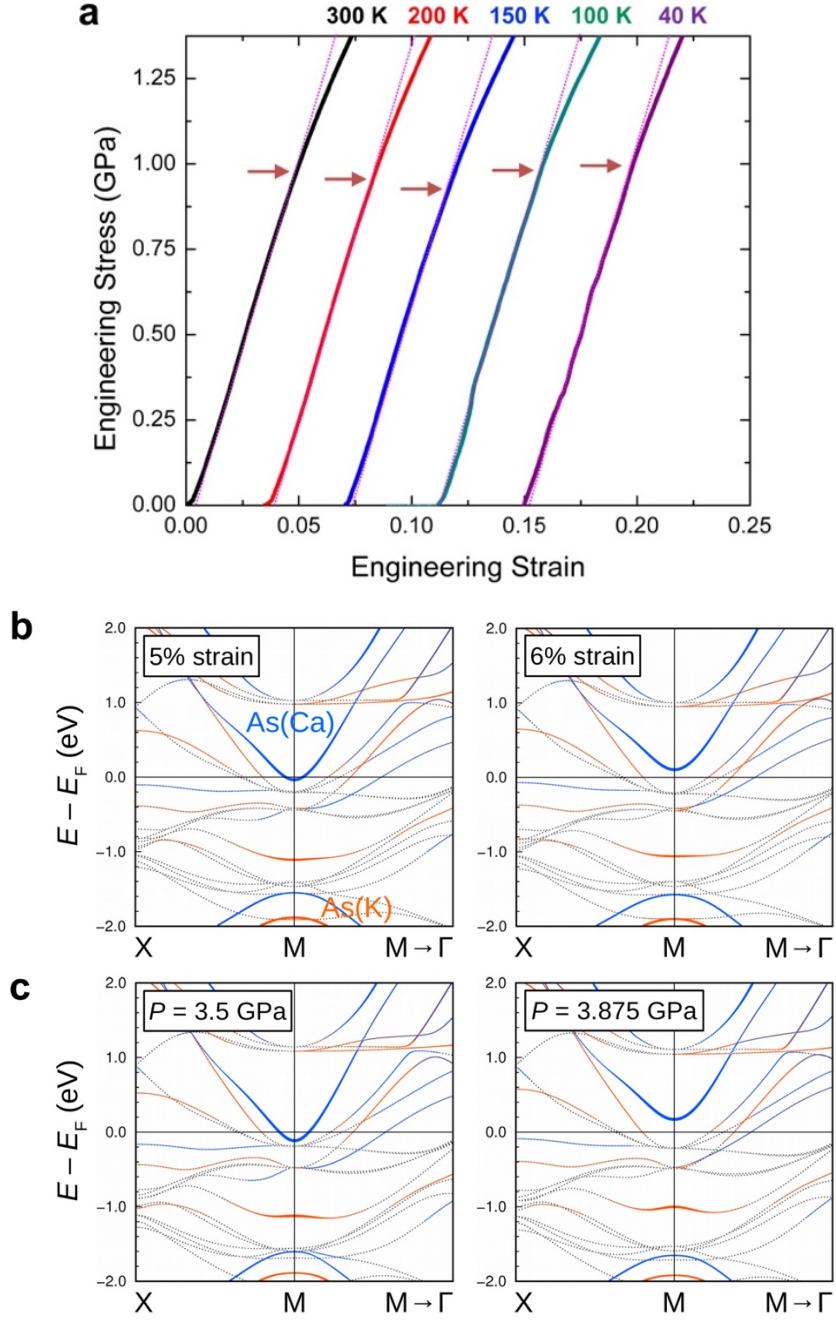 a
300 K 200 K 150 K 100 K 40 K
1.25
1.00
0.75
0.50
0.25
0.00
Engineering Stress (GPa)
0.00 0.05 0.10 0.15 0.20 0.25
Engineering Strain
b
2.0
1.0
0.0
−1.0
−2.0
E − E_F (eV)
5% strain
As(Ca)
As(K)
X M M→Γ
2.0
1.0
0.0
−1.0
−2.0
6% strain
X M M→Γ
c
2.0
1.0
0.0
−1.0
−2.0
E − E_F (eV)
P = 3.5 GPa
X M M→Γ
2.0
1.0
0.0
−1.0
−2.0
P = 3.875 GPa
X M M→Γ